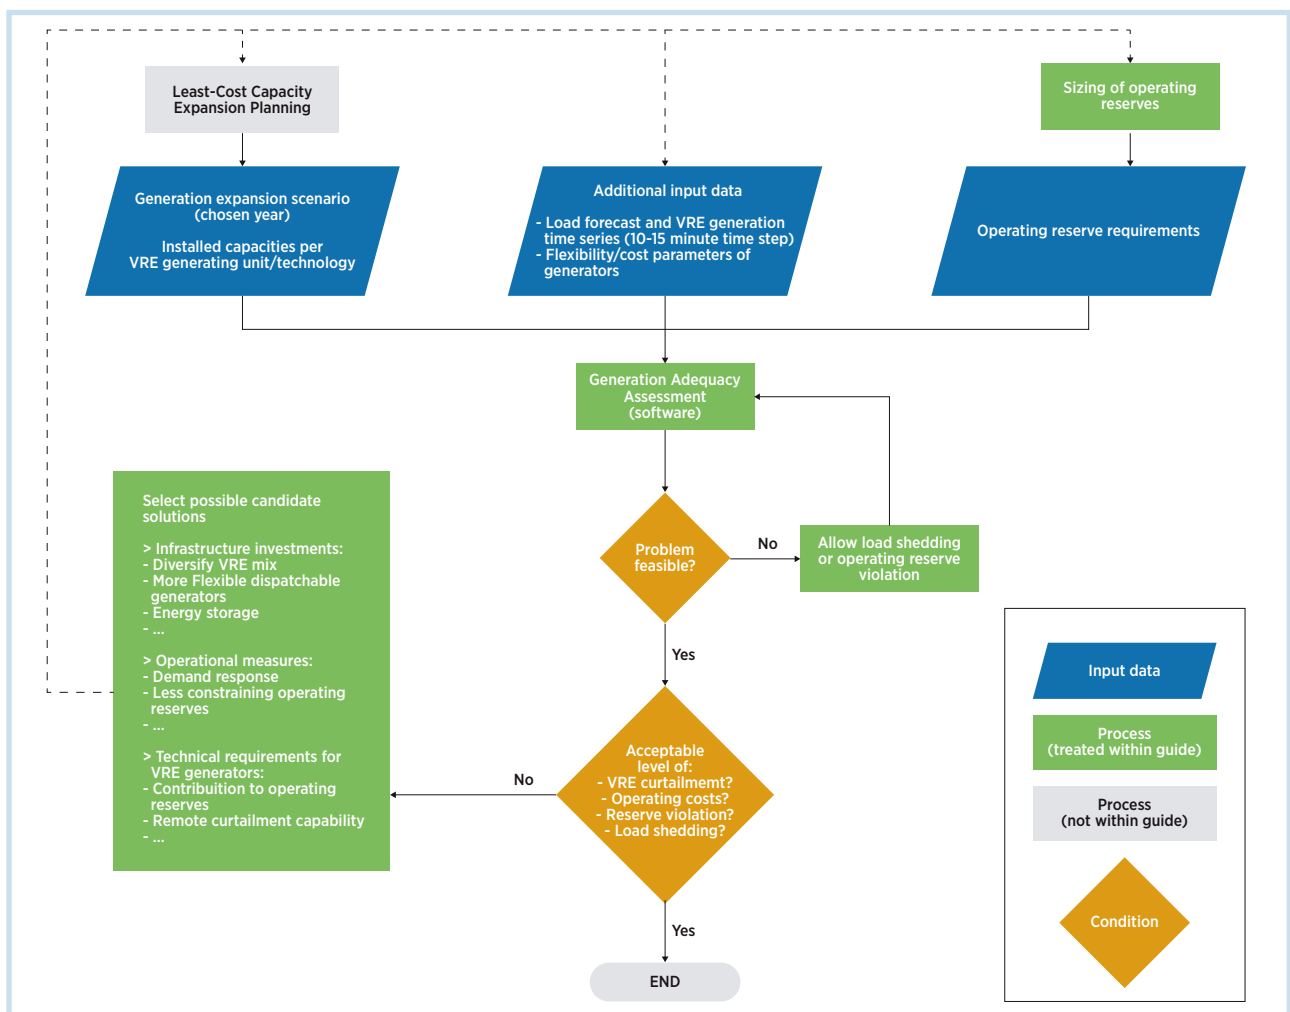 Least-Cost Capacity
Expansion Planning
Sizing of operating
reserves
Generation expansion scenario
(chosen year)
Installed capacities per
VRE generating unit/technology
Additional input data
- Load forecast and VRE generation
time series (10-15 minute time step)
- Flexibility/cost parameters of
generators
Operating reserve requirements
Generation Adequacy
Assessment
(software)
Problem
feasible?
No
Allow load shedding
or operating reserve
violation
Yes
Select possible candidate
solutions
> Infrastructure investments:
- Diversify VRE mix
- More Flexible dispatchable
generators
- Energy storage
- ...
> Operational measures:
- Demand response
- Less constraining operating
reserves
- ...
> Technical requirements for
VRE generators:
- Contribuition to operating
reserves
- Remote curtailment capability
- ...
No
Acceptable
level of:
- VRE curtailmemt?
- Operating costs?
- Reserve violation?
- Load shedding?
Yes
END
Input data
Process
(treated within guide)
Process
(not within guide)
Condition